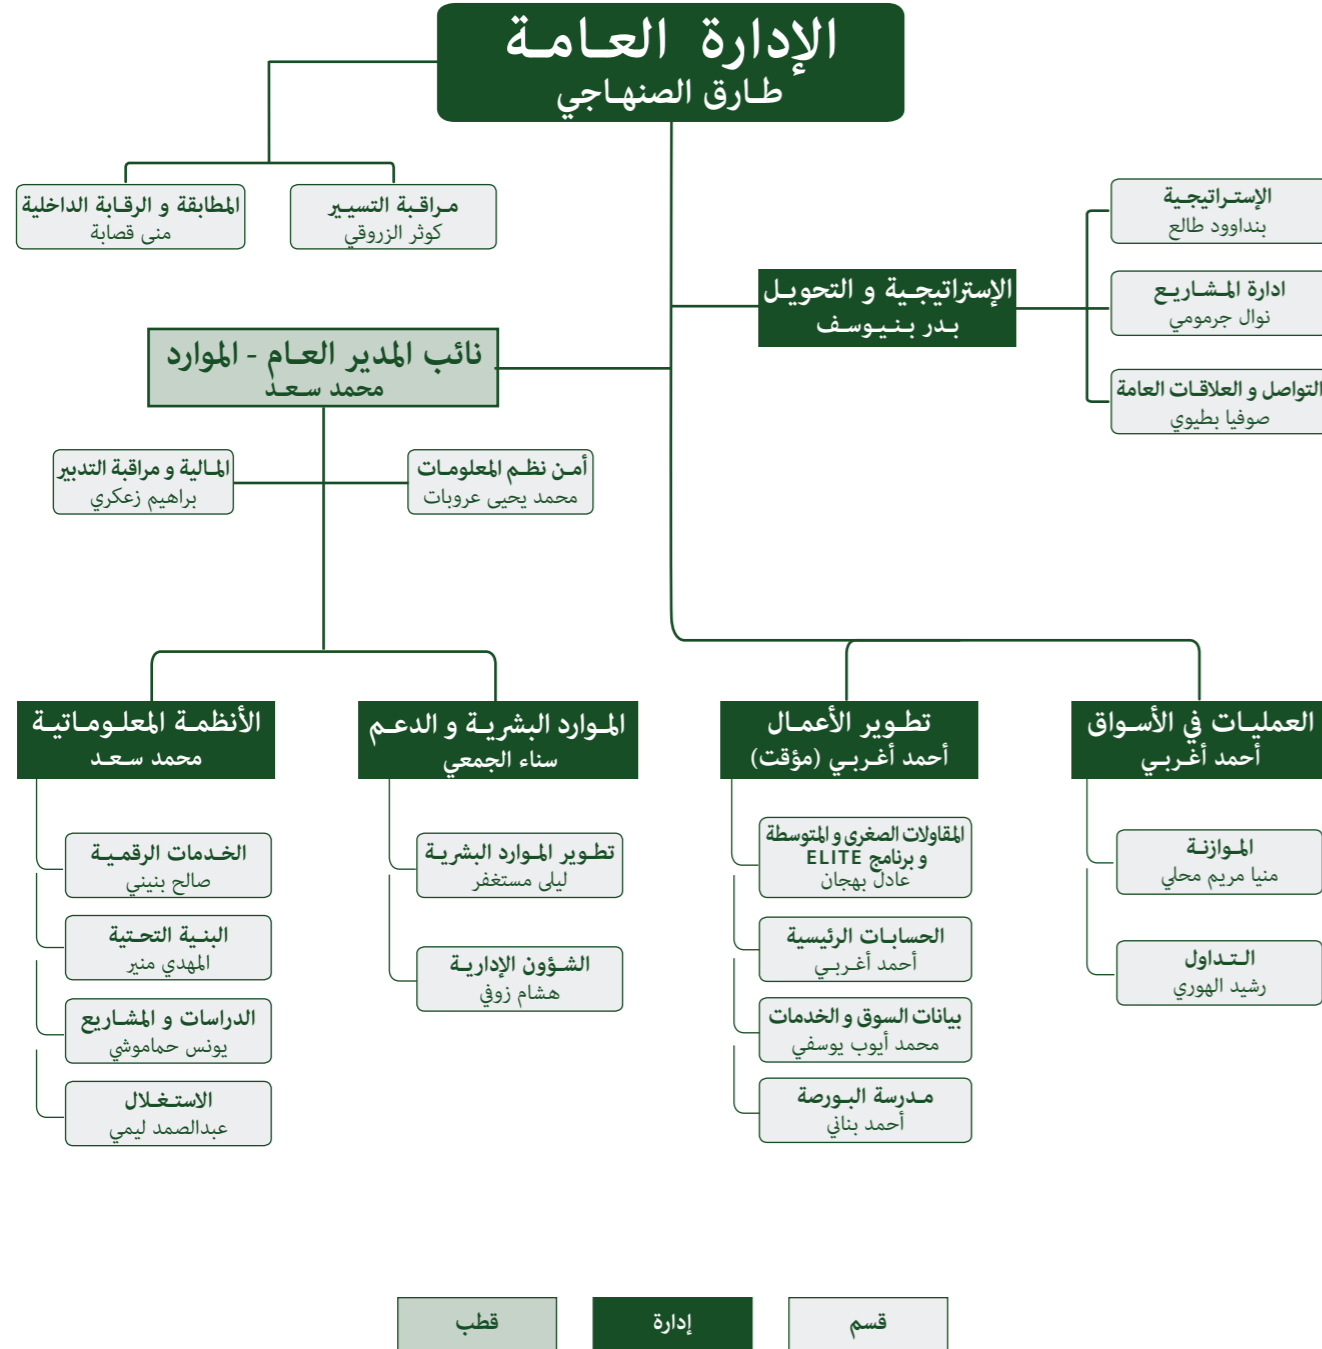 الإدارة العامة
طارق الصنهاجي
مراقبة التسيير
كوثر الزروقي
المطابقة و الرقابة الداخلية
منى قصابة
الإستراتيجية
بنداوود طالع
ادارة المشاريع
نوال جرمومي
التواصل و العلاقات العامة
صوفيا بطيوي
الإستراتيجية و التحويل
بدر بنيوسف
نائب المدير العام - الموارد
محمد سعد
أمن نظم المعلومات
محمد يحيى عروبات
المالية و مراقبة التدبير
براهيم زعكري
العمليات في الأسواق
أحمد أغربي
الموازنة
منيا مريم محلي
التداول
رشيد الهوري
تطوير الأعمال
أحمد أغربي (مؤقت)
المقاولات الصغرى و المتوسطة
و برنامج ELITE
عادل بهجان
الحسابات الرئيسية
أحمد أغربي
بيانات السوق و الخدمات
محمد أيوب يوسفي
مدرسة البورصة
أحمد بناني
الموارد البشرية و الدعم
سناء الجمعي
تطوير الموارد البشرية
ليلى مستغفر
الشؤون الإدارية
هشام زوفي
الأنظمة المعلوماتية
محمد سعد
الخدمات الرقمية
صالح بنيني
البنية التحتية
المهدي منير
الدراسات و المشاريع
يونس حماموشي
الاستغلال
عبدالصمد ليمي
قسم
إدارة
قطب